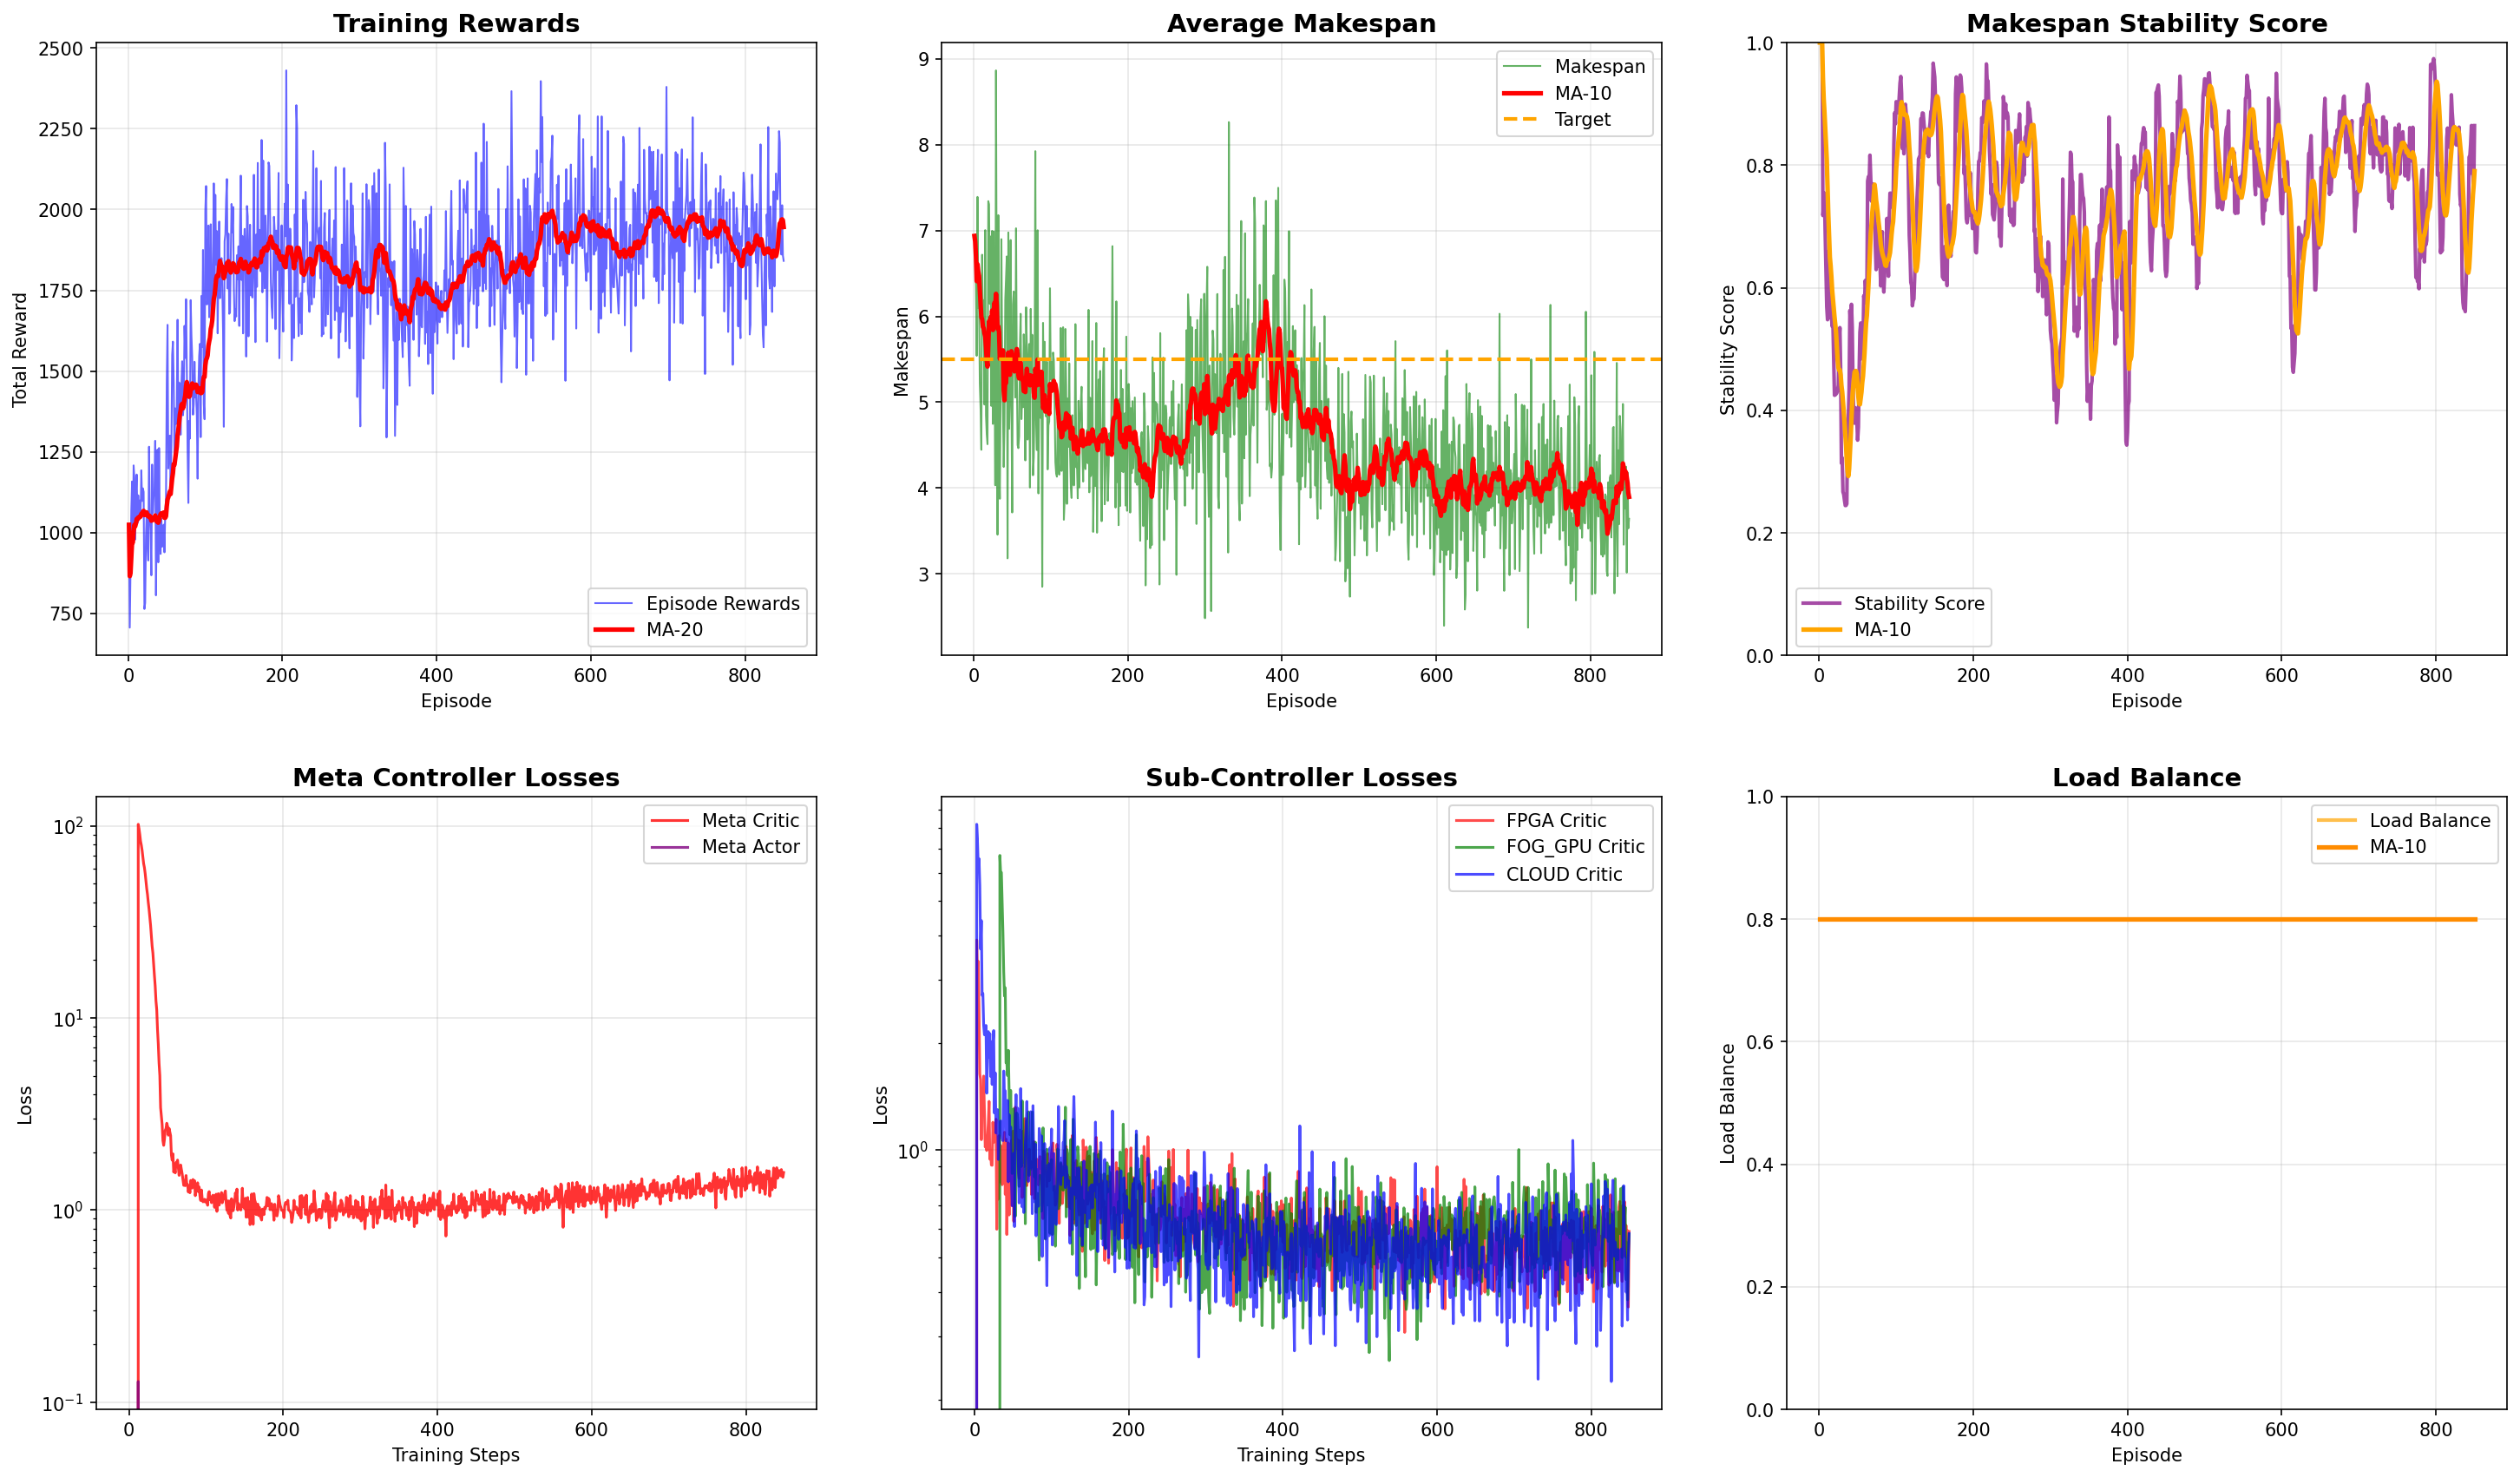 Training Rewards
2500
2250
2000
1750
1500
1250
1000
750
Total Reward
Episode Rewards
MA-20
0 200 400 600 800
Episode
Average Makespan
9
8
7
6
5
4
3
Makespan
Makespan
MA-10
Target
0 200 400 600 800
Episode
Makespan Stability Score
1.0
0.8
0.6
0.4
0.2
0.0
Stability Score
Stability Score
MA-10
0 200 400 600 800
Episode
Meta Controller Losses
10²
10¹
10⁰
10⁻¹
Loss
Meta Critic
Meta Actor
0 200 400 600 800
Training Steps
Sub-Controller Losses
10⁰
Loss
FPGA Critic
FOG_GPU Critic
CLOUD Critic
0 200 400 600 800
Training Steps
Load Balance
1.0
0.8
0.6
0.4
0.2
0.0
Load Balance
Load Balance
MA-10
0 200 400 600 800
Episode